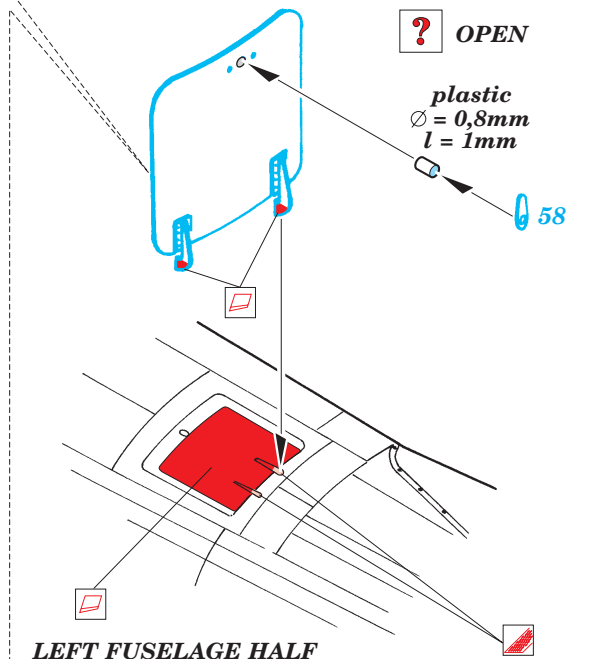 ? OPEN
plastic
∅ = 0,8mm
l = 1mm
58
LEFT FUSELAGE HALF